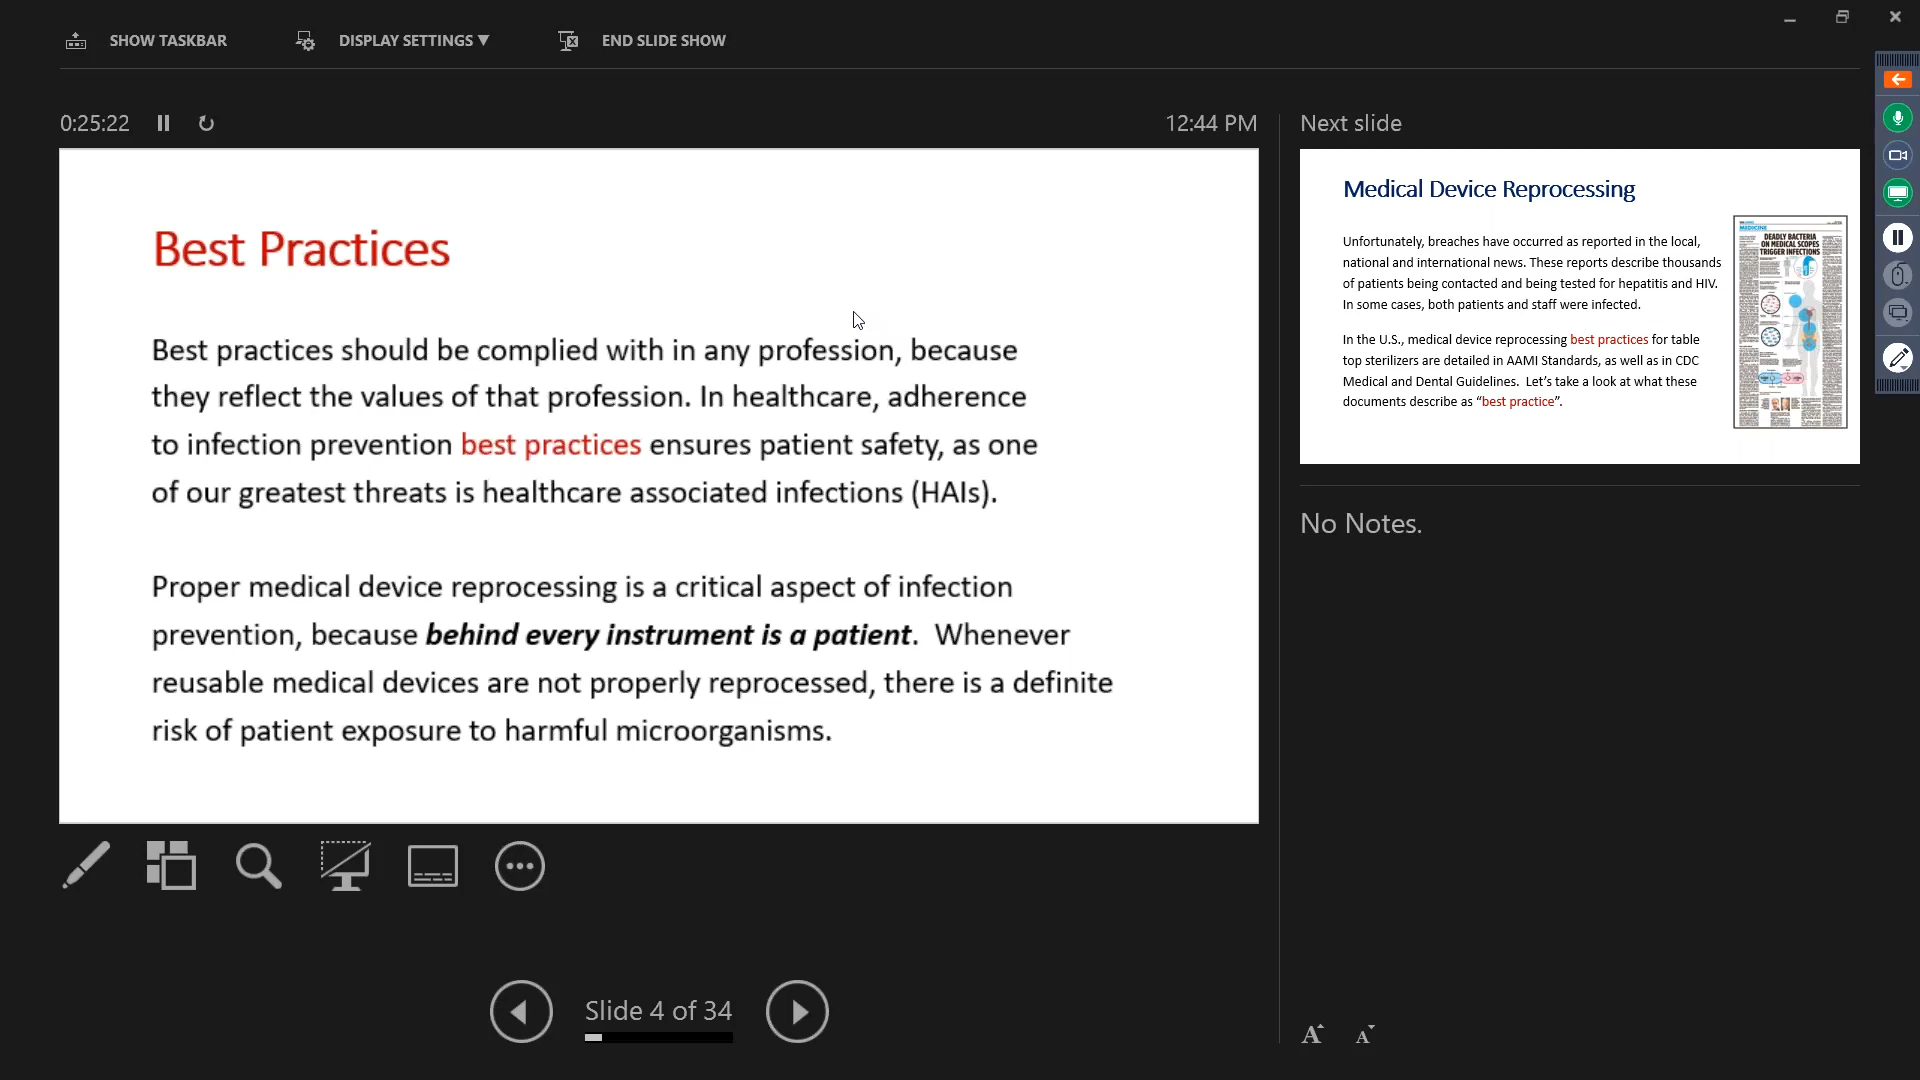 SHOW TASKBAR
DISPLAY SETTINGS ▼
END SLIDE SHOW
0:25:22
12:44 PM
Best Practices
Best practices should be complied with in any profession, because
they reflect the values of that profession. In healthcare, adherence
to infection prevention best practices ensures patient safety, as one
of our greatest threats is healthcare associated infections (HAIs).
Proper medical device reprocessing is a critical aspect of infection
prevention, because behind every instrument is a patient.  Whenever
reusable medical devices are not properly reprocessed, there is a definite
risk of patient exposure to harmful microorganisms.
Slide 4 of 34
Next slide
Medical Device Reprocessing
Unfortunately, breaches have occurred as reported in the local,
national and international news. These reports describe thousands
of patients being contacted and being tested for hepatitis and HIV.
In some cases, both patients and staff were infected.
In the U.S., medical device reprocessing best practices for table
top sterilizers are detailed in AAMI Standards, as well as in CDC
Medical and Dental Guidelines.  Let's take a look at what these
documents describe as “best practice”.
MEDICINE
DEADLY BACTERIA
ON MEDICAL SCOPES
TRIGGER INFECTIONS
No Notes.
A A